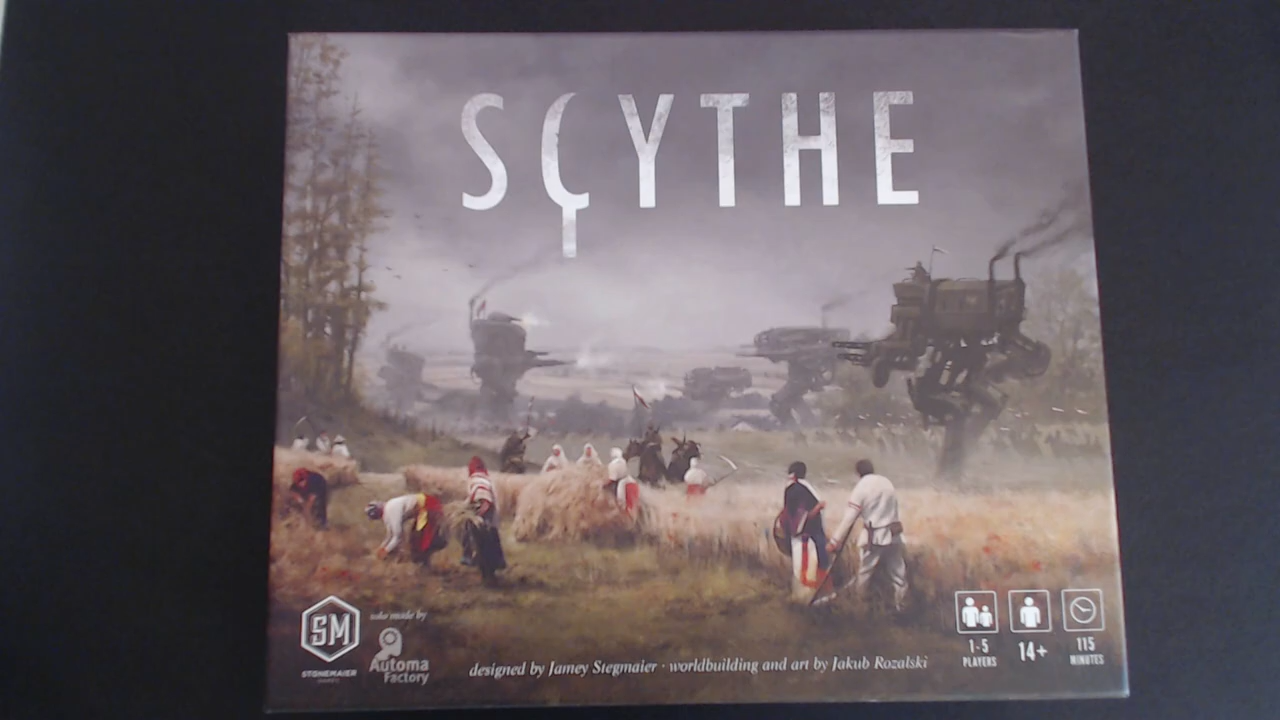 SCYTHE
SM
STONEMAIER
GAMES
solo mode by
Automa
Factory
designed by Jamey Stegmaier · worldbuilding and art by Jakub Rozalski
1-5
PLAYERS
14+
115
MINUTES